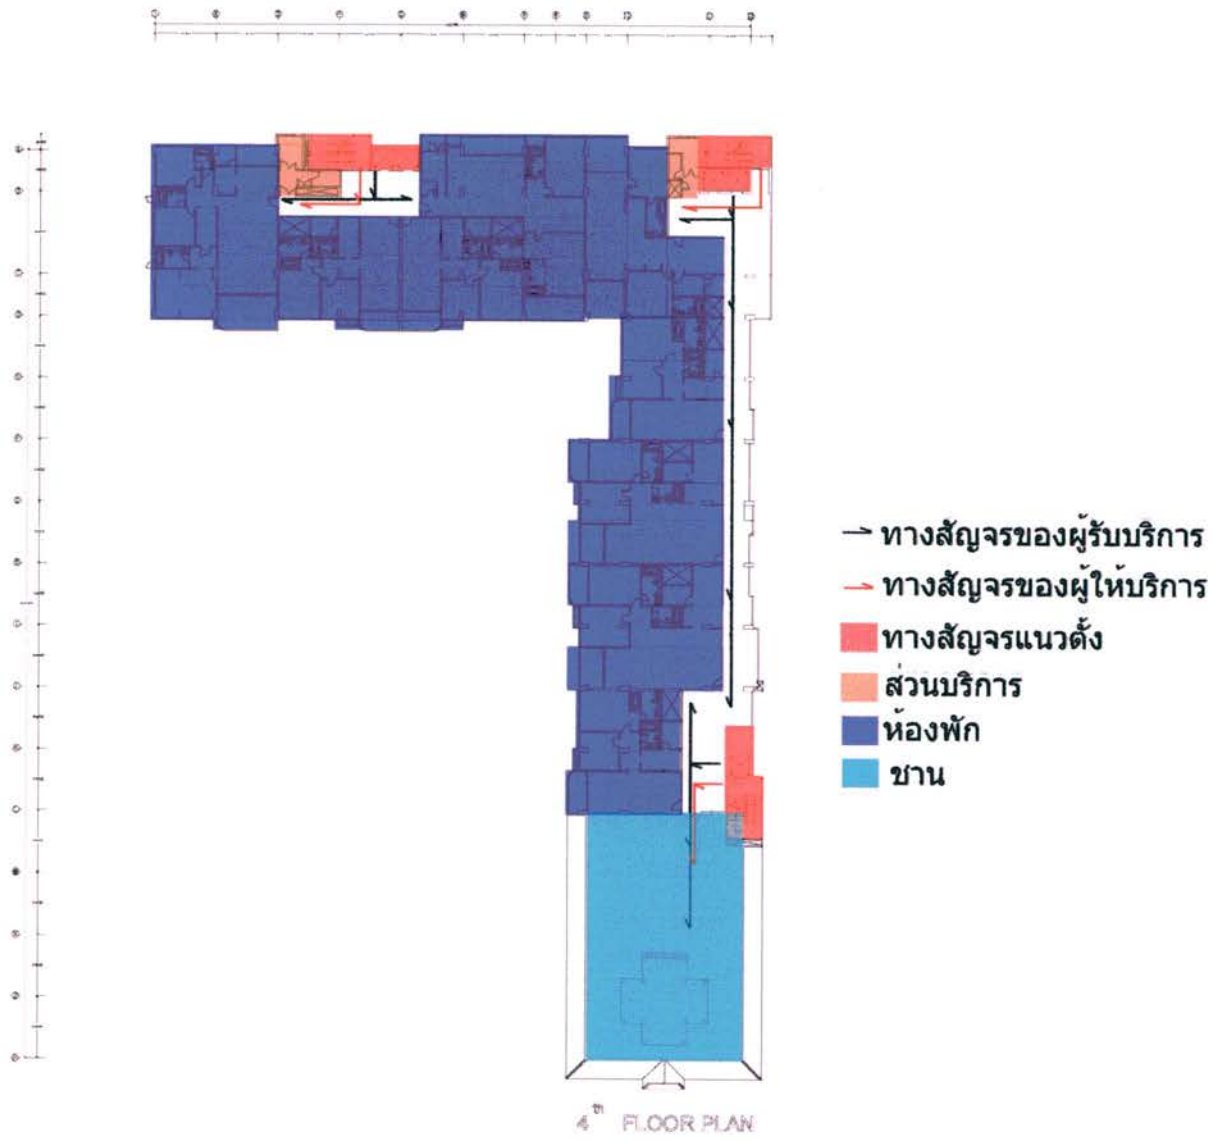 ทางสัญจรของผู้รับบริการ
ทางสัญจรของผู้ให้บริการ
ทางสัญจรแนวตั้ง
ส่วนบริการ
ห้องพัก
ชาน
4th FLOOR PLAN